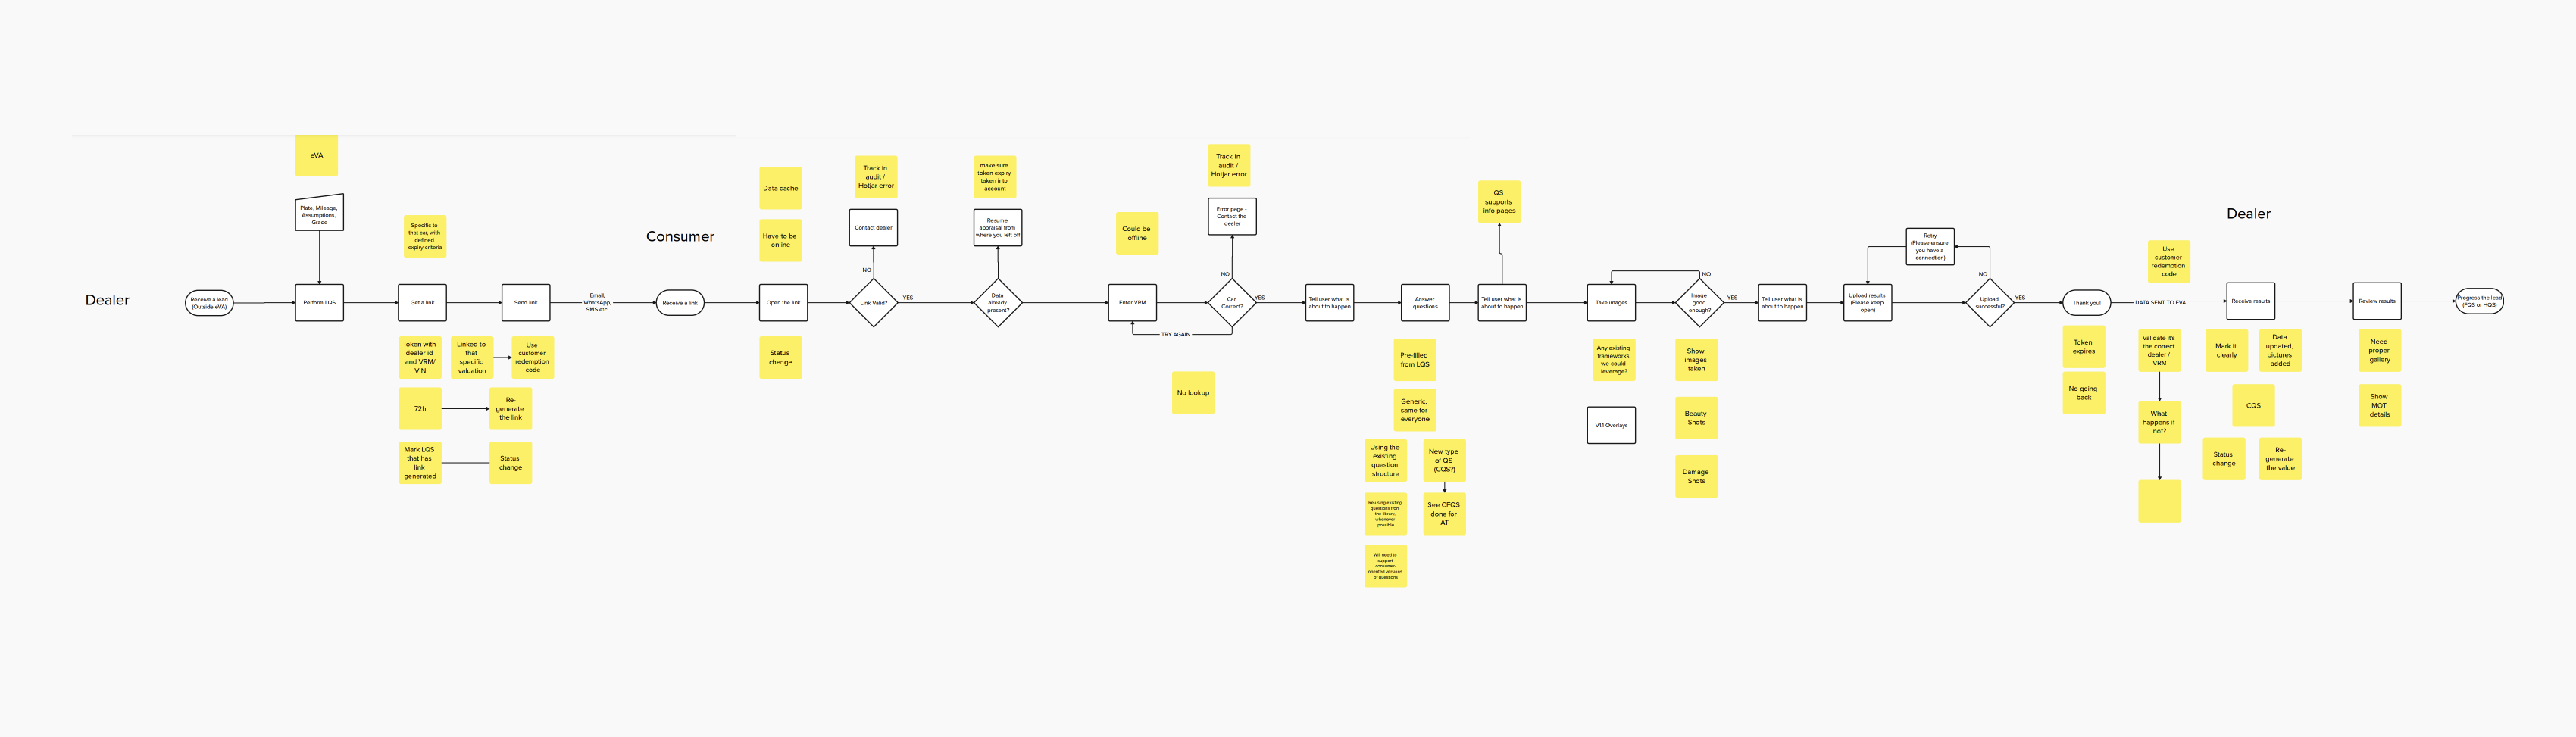 eVA
Plate, Mileage,
Assumptions,
Grade
Specific to
that car, with
defined
expiry criteria
Dealer
Receive a lead
(Outside eVA)
Perform LQS
Get a link
Send link
Email,
WhatsApp,
SMS etc
Token with
dealer id
and VRM/
VIN
Linked to
that
specific
valuation
Use
customer
redemption
code
72h
Re-
generate
the link
Mark LQS
that has
link
generated
Status
change
Consumer
Receive a link
Data cache
Have to be
online
Open the link
Status
change
Track in
audit /
Hotjar error
Contact dealer
NO
Link Valid?
YES
make sure
token expiry
taken into
account
Resume
appraisal from
where you left off
Data
already
present?
Could be
offline
Enter VRM
TRY AGAIN
No lookup
Track in
audit /
Hotjar error
Error page -
Contact the
dealer
NO
Car
Correct?
YES
Tell user what is
about to happen
Answer
questions
Pre-filled
from LQS
Generic,
same for
everyone
Using the
existing
question
structure
New type
of QS
(CQS?)
Re-using existing
questions from
the library,
whenever
possible
See CFQS
done for
AT
Will need is
support
consumer-
oriented versions
of questions
QS
supports
info pages
Tell user what is
about to happen
Take images
NO
Image
good
enough?
YES
Any existing
frameworks
we could
leverage?
V1.1 Overlays
Show
images
taken
Beauty
Shots
Damage
Shots
Tell user what is
about to happen
Upload results
(Please keep
open)
Retry
(Please ensure
you have a
connection)
NO
Upload
successful?
YES
Thank you!
Token
expires
No going
back
DATA SENT TO EVA
Use
customer
redemption
code
Validate it's
the correct
dealer /
VRM
What
happens if
not?
Dealer
Receive results
Mark it
clearly
Data
updated,
pictures
added
CQS
Status
change
Re-
generate
the value
Review results
Need
proper
gallery
Show
MOT
details
Progress the lead
(FQS or HQS)